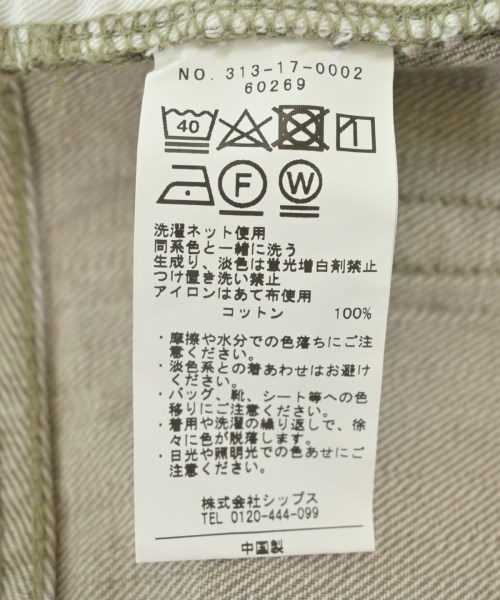 NO. 313-17-0002
60269
40
F W
洗濯ネット使用
同系色と一緒に洗う
生成り、淡色は蛍光増白剤禁止
つけ置き洗い禁止
アイロンはあて布使用
コットン 100%
・摩擦や水分での色落ちにご注
意ください。
・淡色系との着あわせはお避け
ください。
・バッグ、靴、シート等への色
移りにご注意ください。
・着用や洗濯の繰り返しで、徐
々に色が脱落します。
・日光や照明光での色あせにご
注意ください。
株式会社シップス
TEL 0120-444-099
中国製